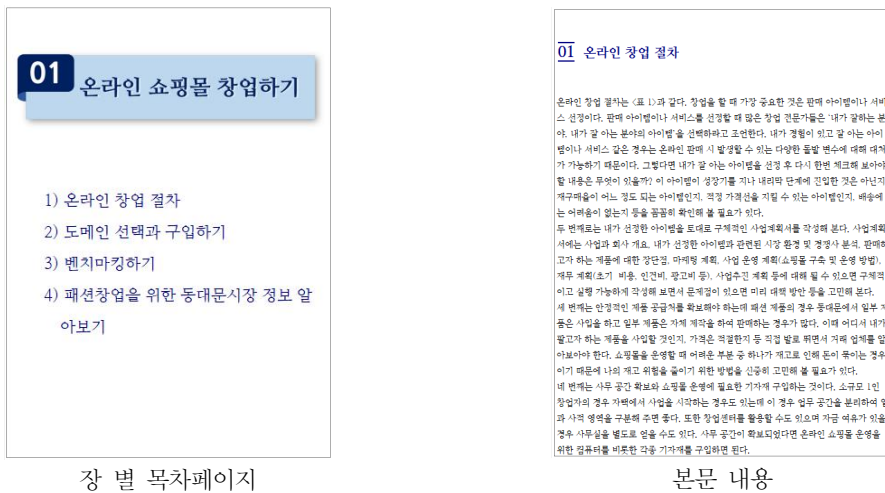 01
온라인 쇼핑몰 창업하기
1) 온라인 창업 절차
2) 도메인 선택과 구입하기
3) 벤치마킹하기
4) 패션창업을 위한 동대문시장 정보 알
아보기
장 별 목차페이지
01 온라인 창업 절차
온라인 창업 절차는 <표 1>과 같다. 창업을 할 때 가장 중요한 것은 판매 아이템이나 서비
스 선정이다. 판매 아이템이나 서비스를 선정할 때 많은 창업 전문가들은 '내가 잘하는 분
야, 내가 잘 아는 분야의 아이템'을 선택하라고 조언한다. 내가 경험이 있고 잘 아는 아이
템이나 서비스 같은 경우는 온라인 판매 시 발생할 수 있는 다양한 돌발 변수에 대해 대처
가 가능하기 때문이다. 그렇다면 내가 잘 아는 아이템을 선정 후 다시 한번 체크해 보아야
할 내용은 무엇이 있을까? 이 아이템이 성장기를 지나 내리막 단계에 진입한 것은 아닌지,
재구매율이 어느 정도 되는 아이템인지, 적정 가격선을 지킬 수 있는 아이템인지, 배송에
는 어려움이 없는지 등을 꼼꼼히 확인해 볼 필요가 있다.
두 번째로는 내가 선정한 아이템을 토대로 구체적인 사업계획서를 작성해 본다. 사업계획
서에는 사업과 회사 개요, 내가 선정한 아이템과 관련된 시장 환경 및 경쟁사 분석, 판매하
고자 하는 제품에 대한 장단점, 마케팅 계획, 사업 운영 계획(쇼핑몰 구축 및 운영 방법),
재무 계획(초기 비용, 인건비, 광고비 등), 사업추진 계획 등에 대해 될 수 있으면 구체적
이고 실행 가능하게 작성해 보면서 문제점이 있으면 미리 대책 방안 등을 고민해 본다.
세 번째는 안정적인 제품 공급처를 확보해야 하는데 패션 제품의 경우 동대문에서 일부 제
품은 사입을 하고 일부 제품은 자체 제작을 하여 판매하는 경우가 많다. 이때 어디서 내가
팔고자 하는 제품을 사입할 것인지, 가격은 적절한지 등 직접 발로 뛰면서 거래 업체를 알
아보아야 한다. 쇼핑몰을 운영할 때 어려운 부분 중 하나가 재고로 인해 돈이 묶이는 경우
이기 때문에 나의 재고 위험을 줄이기 위한 방법을 신중히 고민해 볼 필요가 있다.
네 번째는 사무 공간 확보와 쇼핑몰 운영에 필요한 기자재 구입하는 것이다. 소규모 1인
창업자의 경우 자택에서 사업을 시작하는 경우도 있는데 이 경우 업무 공간을 분리하여 일
과 사적 영역을 구분해 주면 좋다. 또한 창업센터를 활용할 수도 있으며 자금 여유가 있을
경우 사무실을 별도로 얻을 수도 있다. 사무 공간이 확보되었다면 온라인 쇼핑몰 운영을
위한 컴퓨터를 비롯한 각종 기자재를 구입하면 된다.
본문 내용